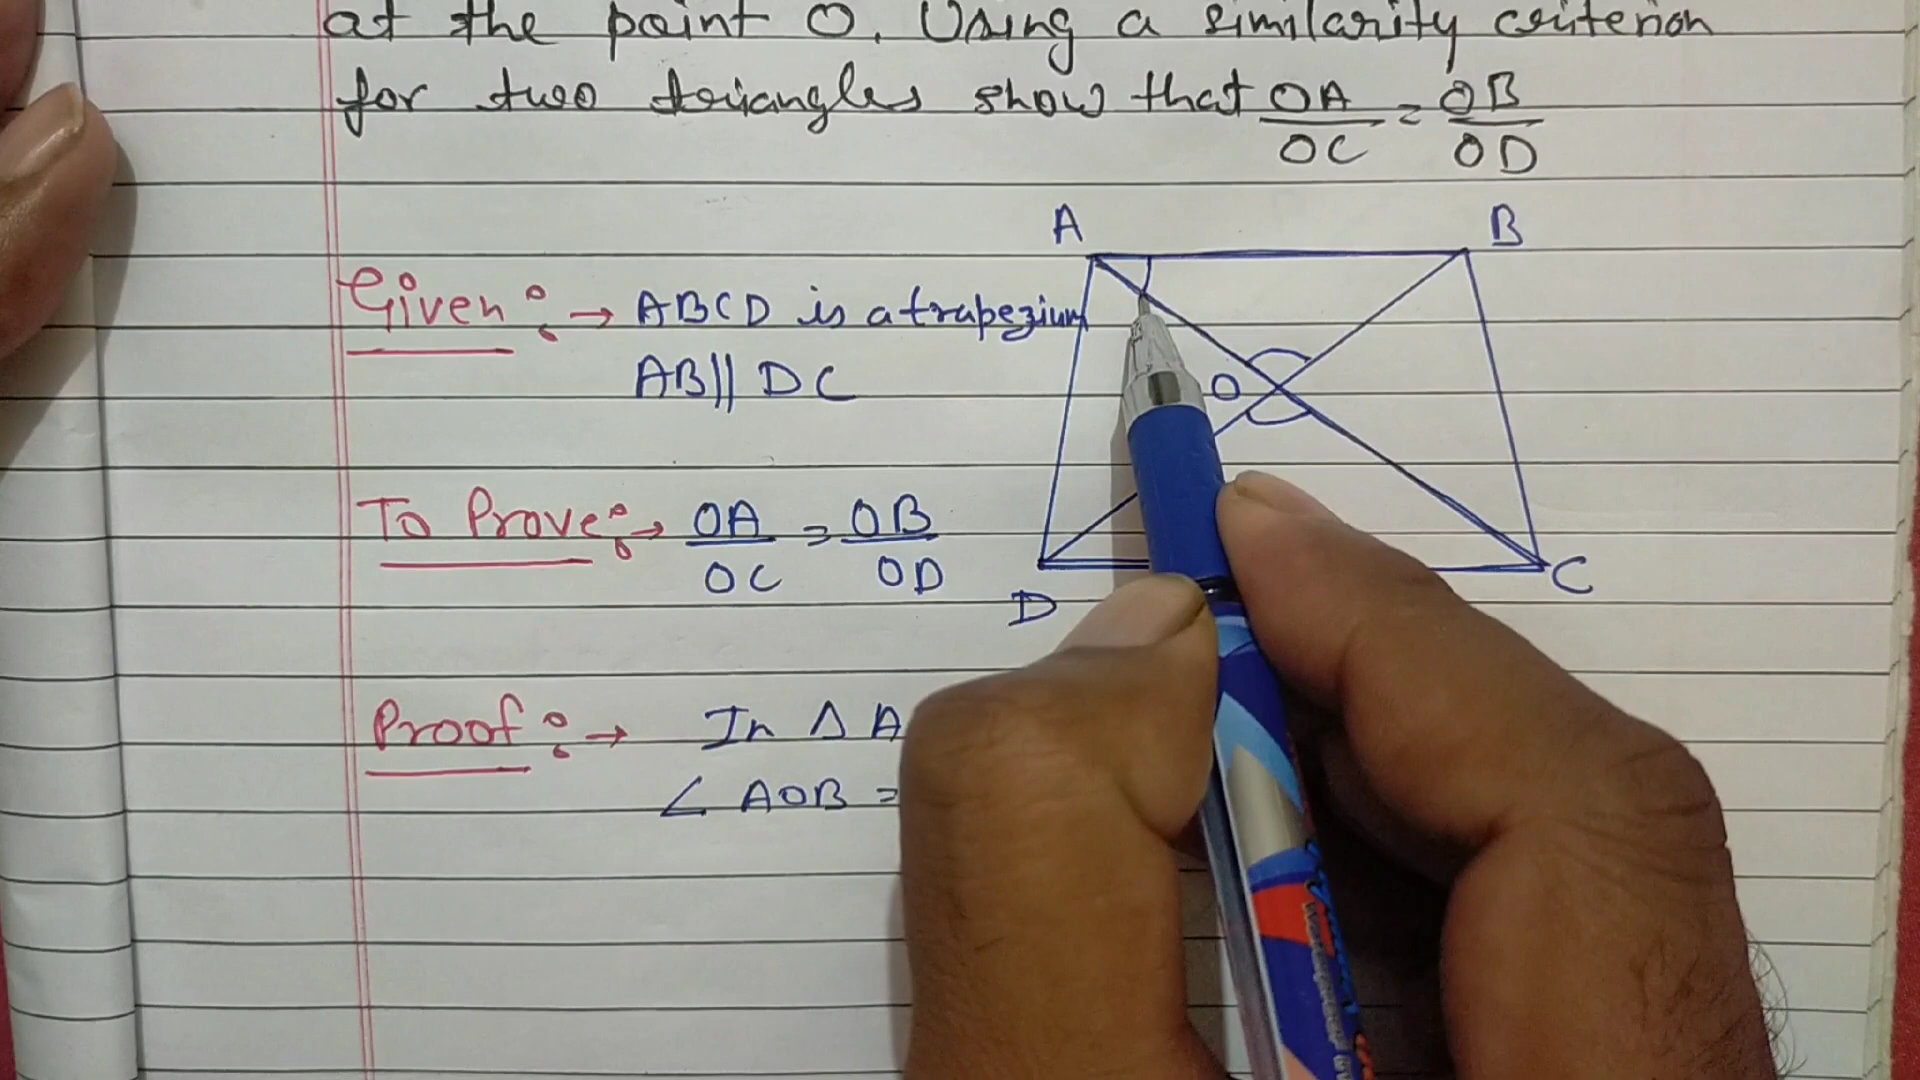 at the point O. Using a similarity criterion
for two triangles show that OA/OC = OB/OD
A B
Given : → ABCD is a trapezium
AB || DC
O
To Prove : → OA/OC = OB/OD
D C
Proof : → In Δ A
∠ AOB =